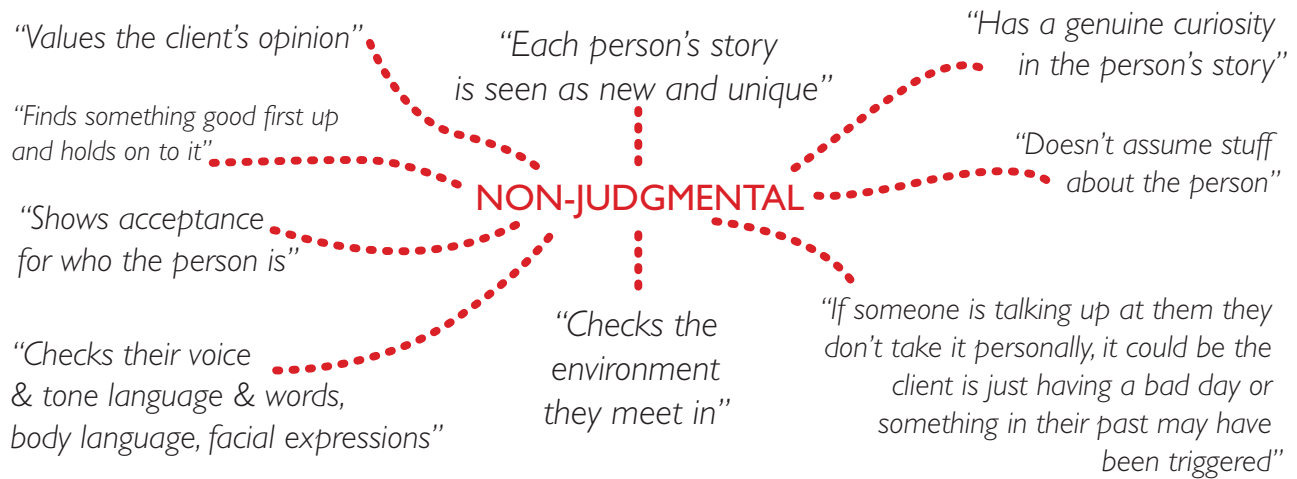 “Values the client’s opinion”
“Each person’s story
is seen as new and unique”
“Has a genuine curiosity
in the person’s story”
“Finds something good first up
and holds on to it”
“Doesn’t assume stuff
about the person”
NON-JUDGMENTAL
“Shows acceptance
for who the person is”
“Checks their voice
& tone language & words,
body language, facial expressions”
“Checks the
environment
they meet in”
“If someone is talking up at them they
don’t take it personally, it could be the
client is just having a bad day or
something in their past may have
been triggered”